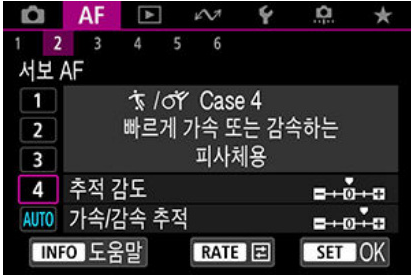 AF
1 2 3 4 5 6
서보 AF
1 Case 4
2 빠르게 가속 또는 감속하는
3 피사체용
4 추적 감도 0
AUTO 가속/감속 추적 0
INFO 도움말 RATE SET OK